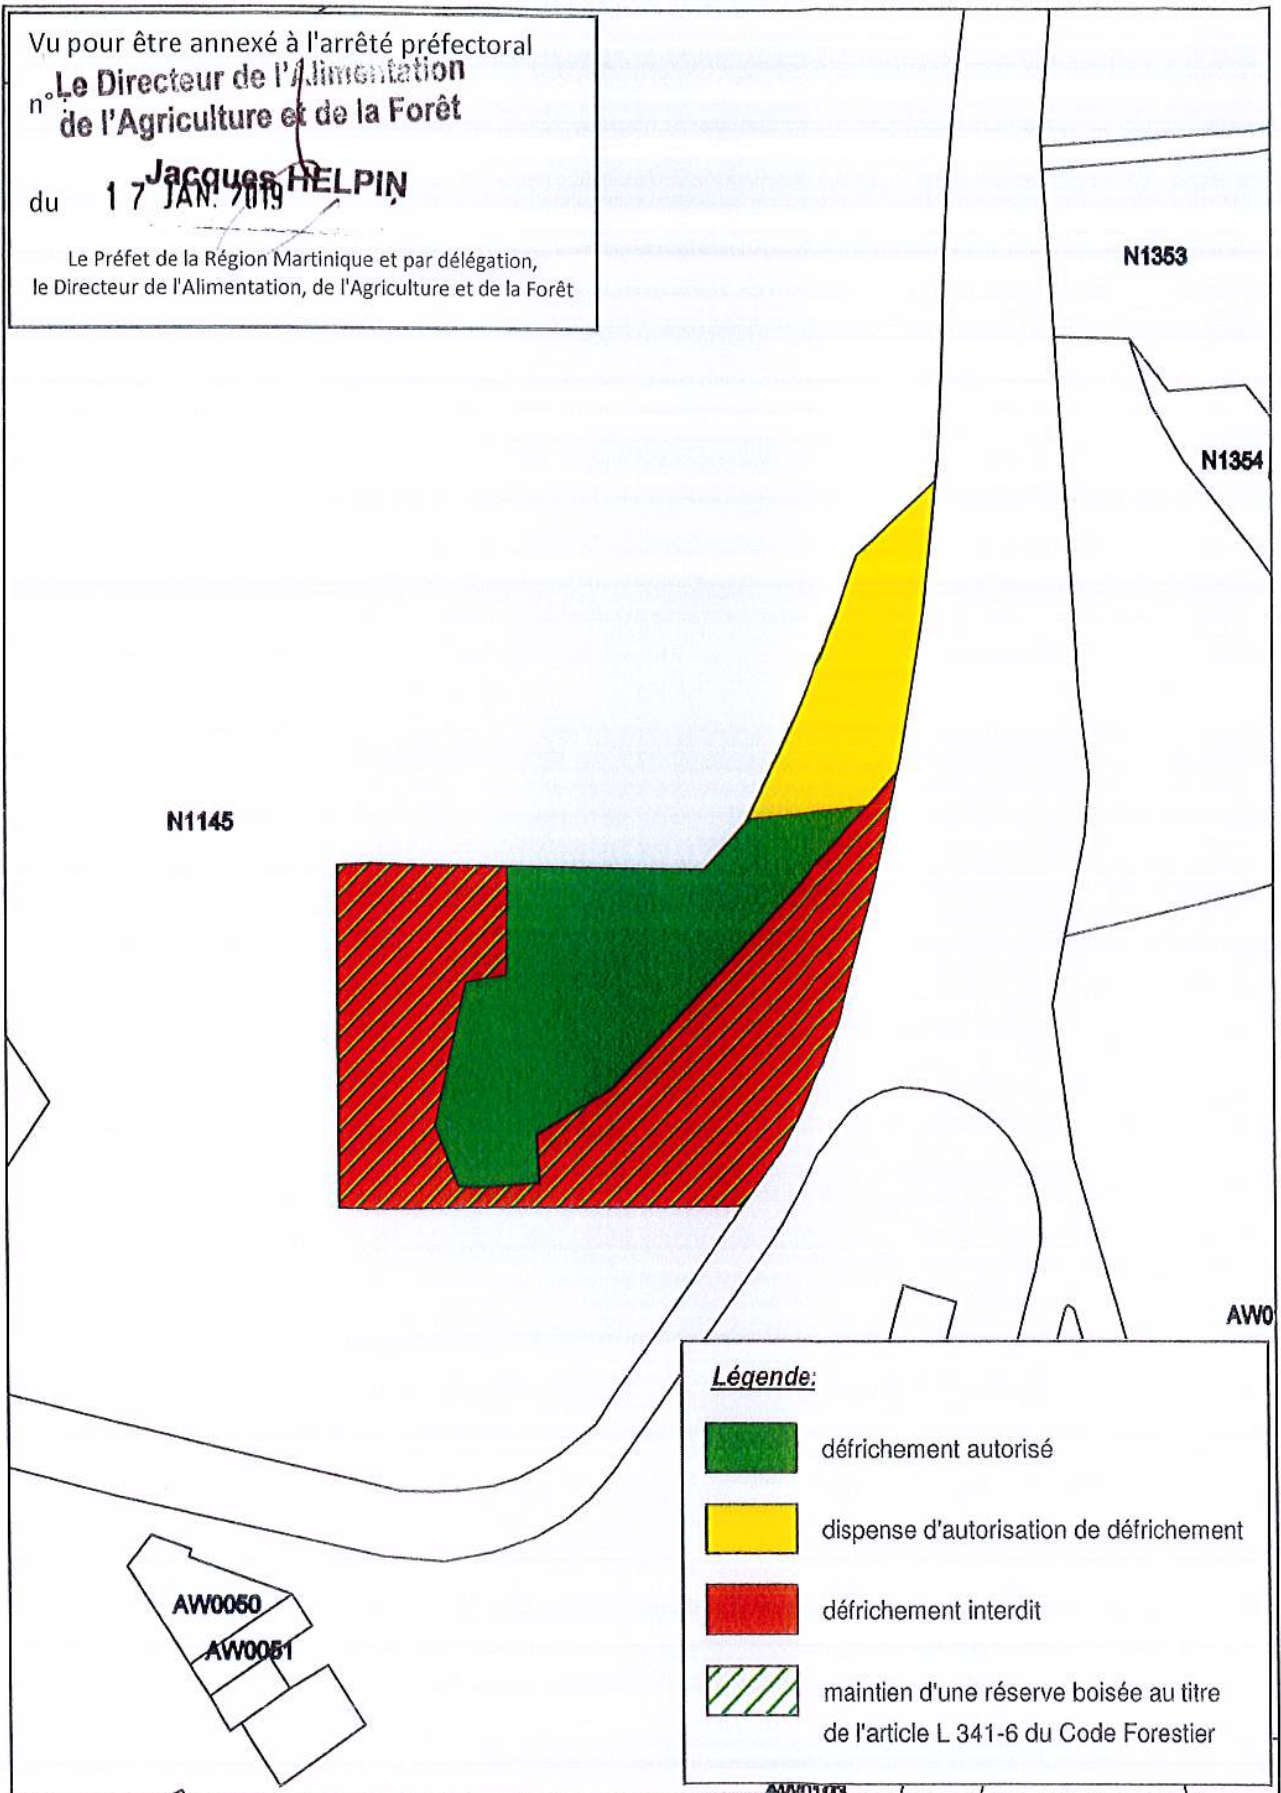 Vu pour être annexé à l'arrêté préfectoral
Le Directeur de l'Alimentation
n°
de l'Agriculture et de la Forêt
Jacques HELPIN
du 17 JAN. 2019
Le Préfet de la Région Martinique et par délégation,
le Directeur de l'Alimentation, de l'Agriculture et de la Forêt
N1353
N1354
N1145
AW0
Légende:
défrichement autorisé
dispense d'autorisation de défrichement
défrichement interdit
maintien d'une réserve boisée au titre
de l'article L 341-6 du Code Forestier
AW0050
AW0051